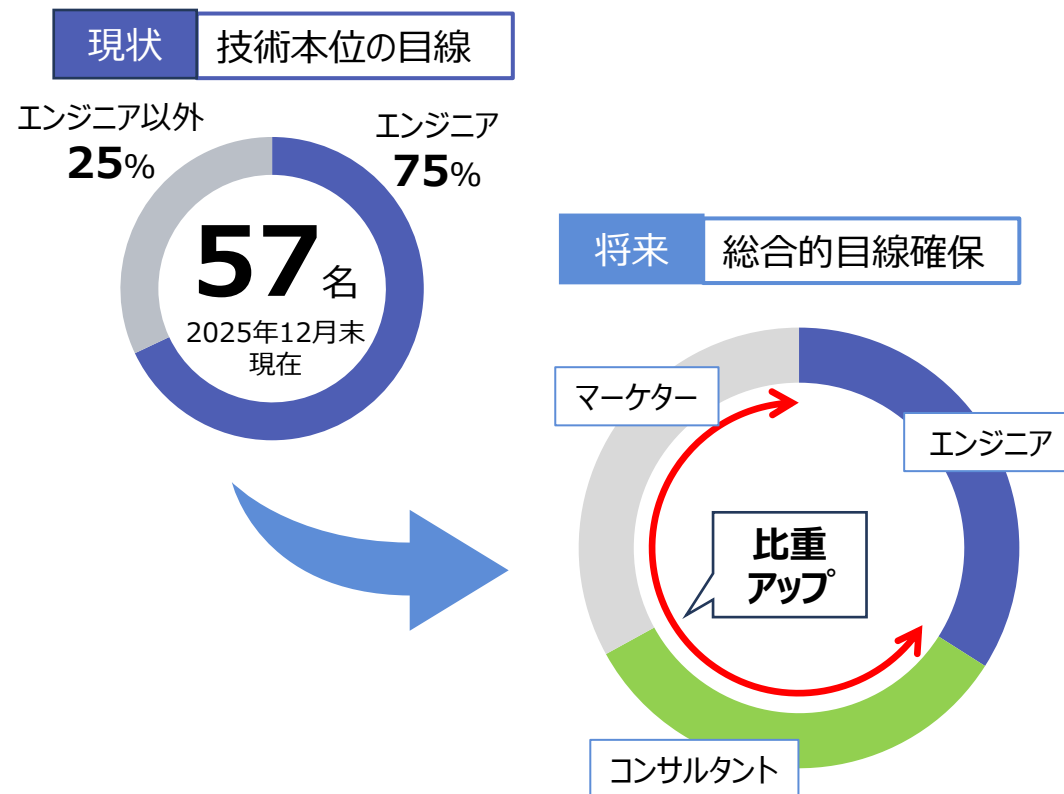 現状 技術本位の目線
エンジニア以外
25%
エンジニア
75%
57名
2025年12月末
現在
将来 総合的目線確保
マーケター
エンジニア
比重
アップ
コンサルタント